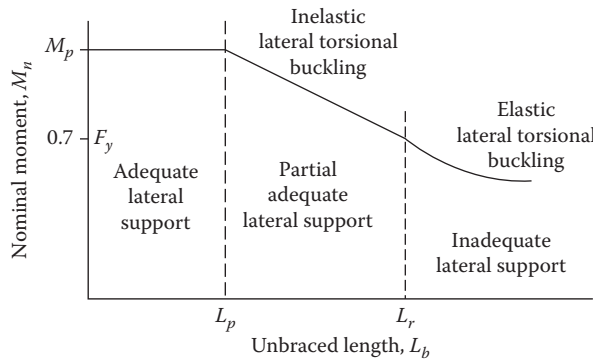 Inelastic
lateral torsional
buckling
M_p
Nominal moment, M_n
0.7 F_y
Elastic
lateral torsional
buckling
Adequate
lateral
support
Partial
adequate
lateral support
Inadequate
lateral support
L_p
L_r
Unbraced length, L_b